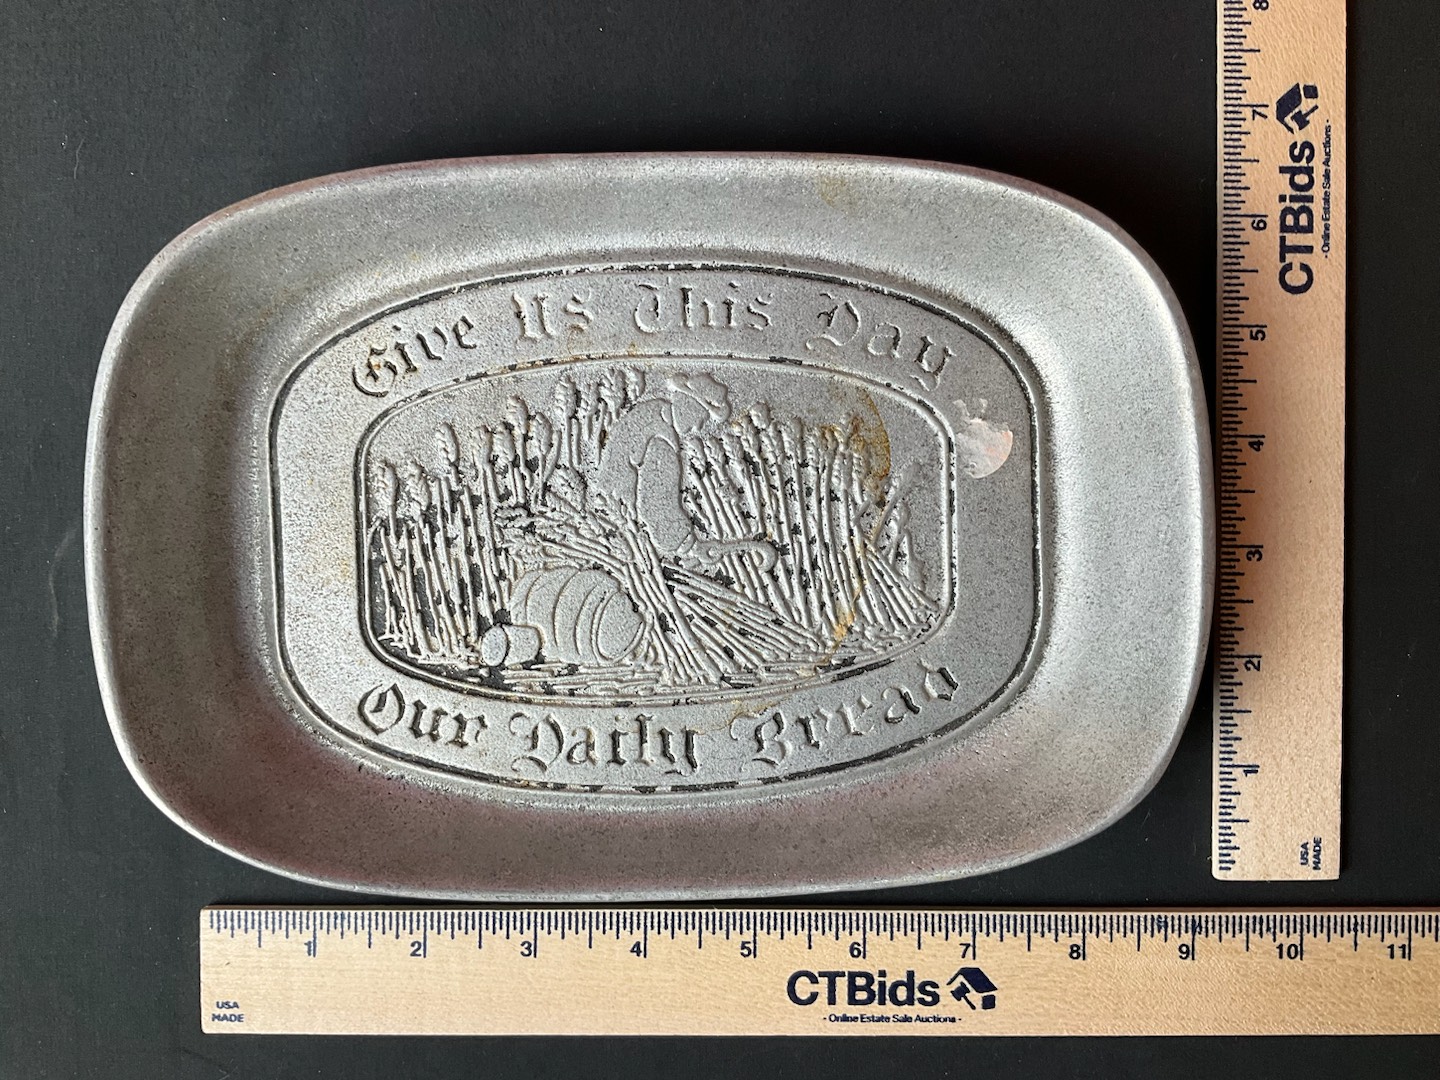 Give Us This Day
Our Daily Bread
8
7
6
5
4
3
2
1
CTBids
- Online Estate Sale Auctions -
USA
MADE
1 2 3 4 5 6 7 8 9 10 11
CTBids
- Online Estate Sale Auctions -
USA
MADE